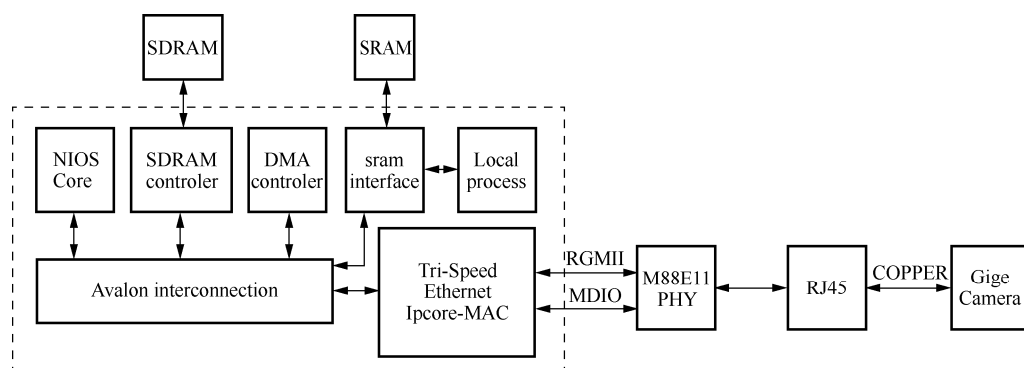 SDRAM
SRAM
NIOS
Core
SDRAM
controler
DMA
controler
sram
interface
Local
process
Avalon interconnection
Tri-Speed
Ethernet
Ipcore-MAC
RGMII
MDIO
M88E11
PHY
RJ45
COPPER
Gige
Camera